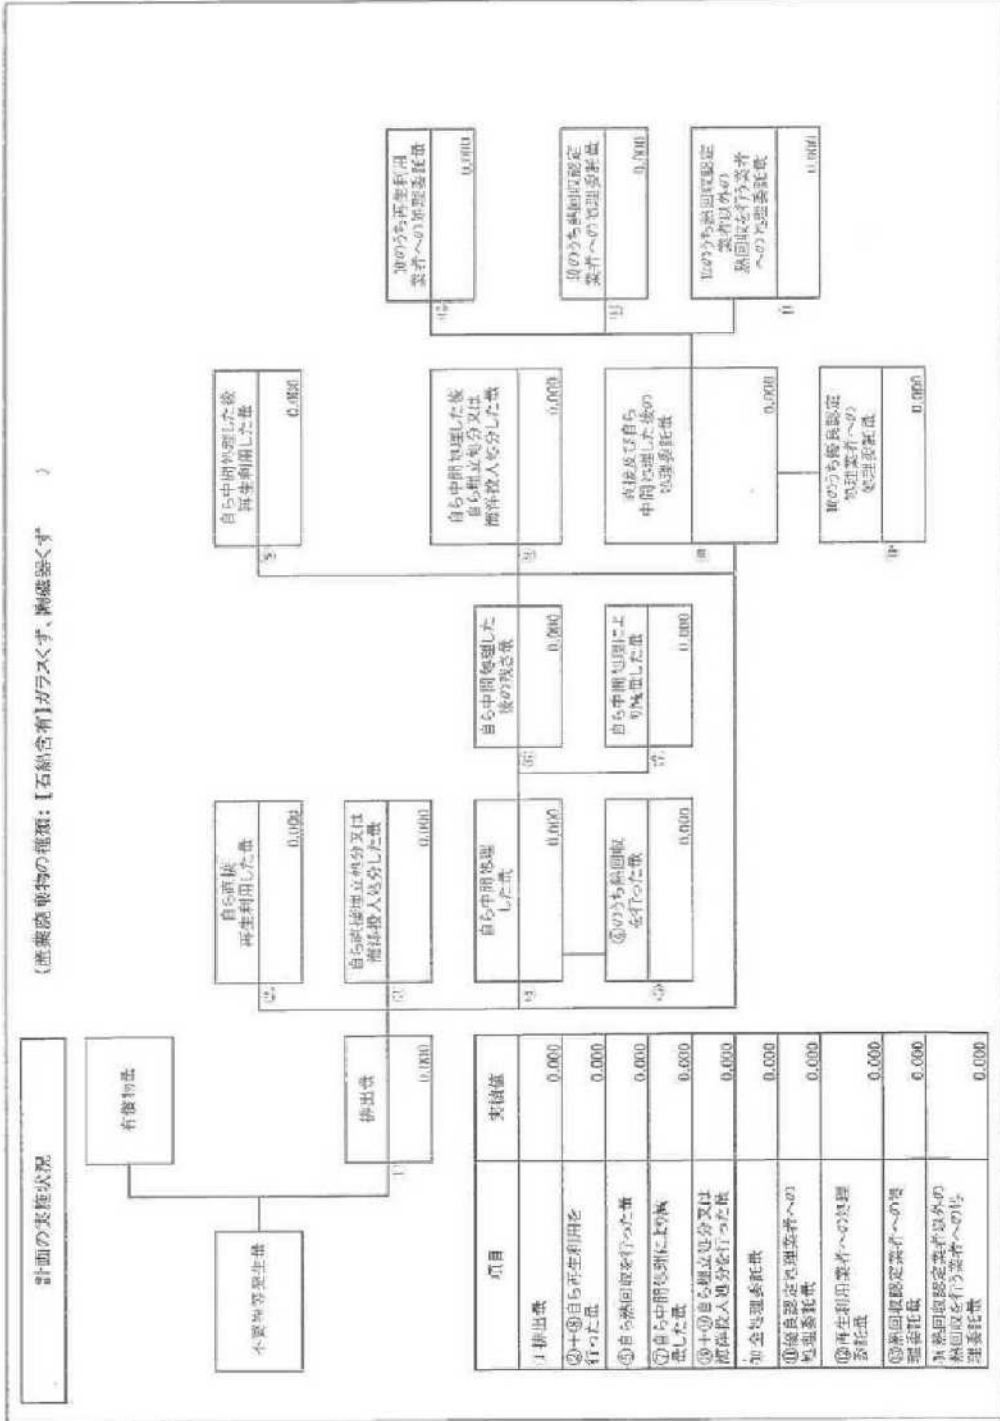 計画の実施状況
(産業廃棄物の種類:【石綿含有】ガラスくず、陶磁器くず
)
不要物等発生量
有償物量
排出量
0.000
自ら直接
再生利用した量
0.000
自ら直接埋立処分又は
海洋投入処分した量
0.000
自ら中間処理
した量
0.000
④のうち熱回収
を行った量
0.000
自ら中間処理した
後の残さ量
0.000
自ら中間処理によ
り減量した量
0.000
自ら中間処理した後
再生利用した量
0.000
自ら中間処理した後
自ら埋立処分又は
海洋投入処分した量
0.000
直接及び自ら
中間処理した後の
処理委託量
0.000
⑩のうち優良認定
処理業者への
処理委託量
0.000
⑩のうち再生利用
業者への処理委託量
0.000
⑩のうち熱回収認定
業者への処理委託量
0.000
⑩のうち熱回収認定
業者以外の
熱回収を行う業者
への処理委託量
0.000
項目
実績値
①排出量
0.000
②+⑧自ら再生利用を
行った量
0.000
⑤自ら熱回収を行った量
0.000
⑦自ら中間処理により減
量した量
0.000
③+⑨自ら埋立処分又は
海洋投入処分を行った量
0.000
⑩全処理委託量
0.000
⑪優良認定処理業者への
処理委託量
0.000
⑫再生利用業者への処理
委託量
0.000
⑬熱回収認定業者への処
理委託量
0.000
⑭熱回収認定業者以外の
熱回収を行う業者への処
理委託量
0.000